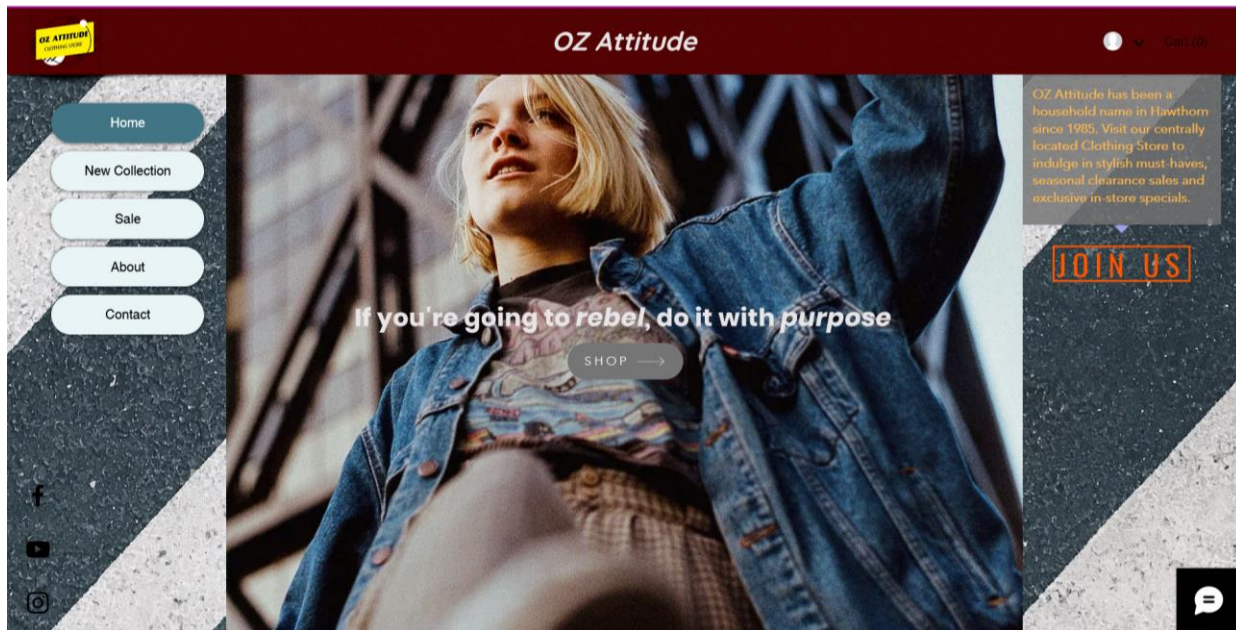 OZ ATTITUDE
CLOTHING STORE
OZ Attitude
Cart (0)
Home
New Collection
Sale
About
Contact
If you're going to rebel, do it with purpose
SHOP
OZ Attitude has been a
household name in Hawthorn
since 1985. Visit our centrally
located Clothing Store to
indulge in stylish must-haves,
seasonal clearance sales and
exclusive in-store specials.
JOIN US